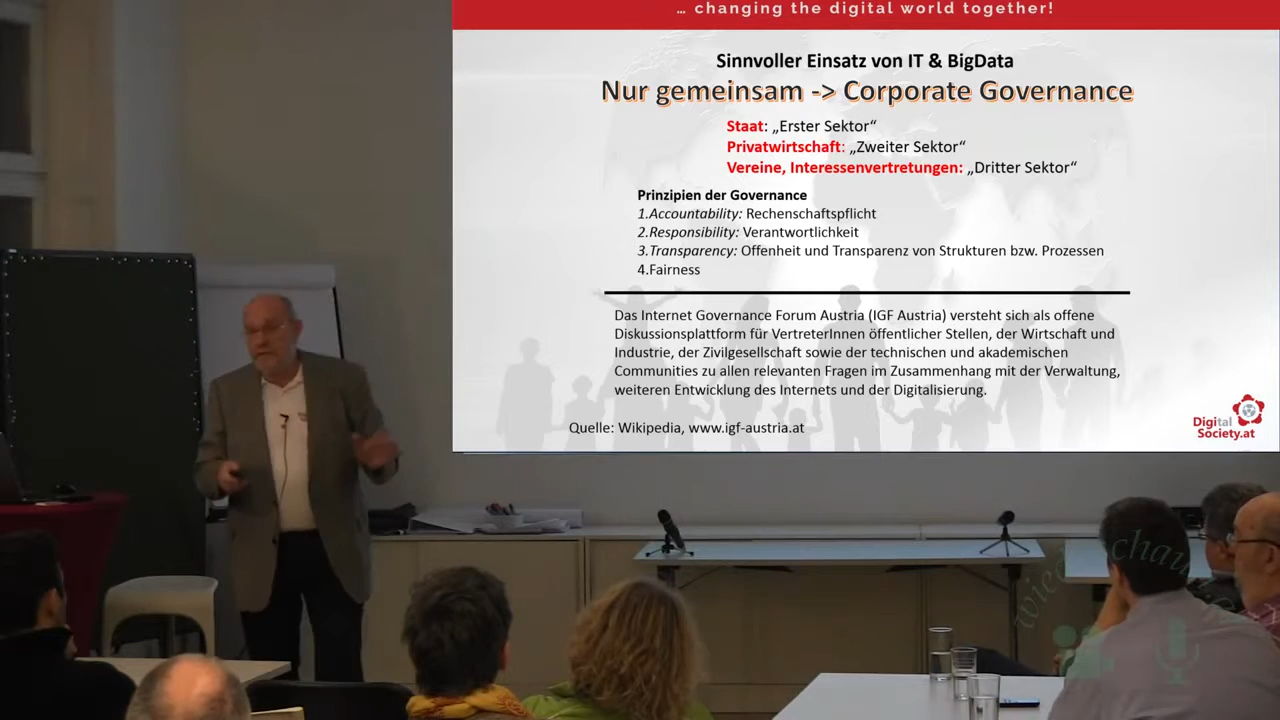 … changing the digital world together!
Sinnvoller Einsatz von IT & BigData
Nur gemeinsam -> Corporate Governance
Staat: „Erster Sektor“
Privatwirtschaft: „Zweiter Sektor“
Vereine, Interessenvertretungen: „Dritter Sektor“
Prinzipien der Governance
1.Accountability: Rechenschaftspflicht
2.Responsibility: Verantwortlichkeit
3.Transparency: Offenheit und Transparenz von Strukturen bzw. Prozessen
4.Fairness
Das Internet Governance Forum Austria (IGF Austria) versteht sich als offene
Diskussionsplattform für VertreterInnen öffentlicher Stellen, der Wirtschaft und
Industrie, der Zivilgesellschaft sowie der technischen und akademischen
Communities zu allen relevanten Fragen im Zusammenhang mit der Verwaltung,
weiteren Entwicklung des Internets und der Digitalisierung.
Quelle: Wikipedia, www.igf-austria.at
Digital
Society.at